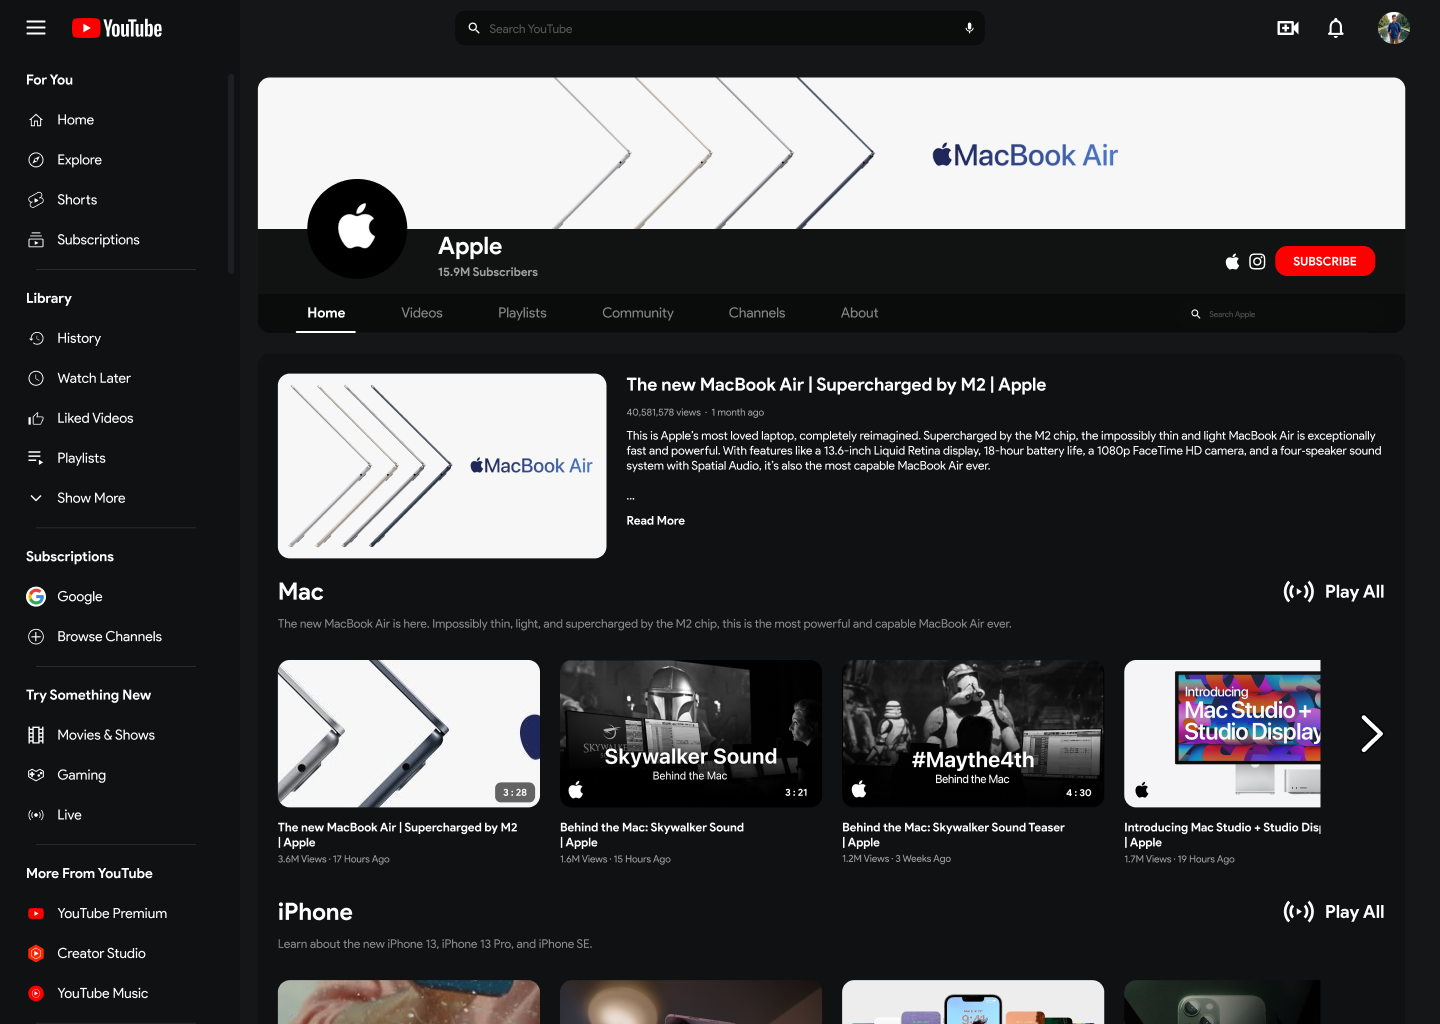 YouTube
Search YouTube
For You
Home
Explore
Shorts
Subscriptions
Library
History
Watch Later
Liked Videos
Playlists
Show More
Subscriptions
Google
Browse Channels
Try Something New
Movies & Shows
Gaming
Live
More From YouTube
YouTube Premium
Creator Studio
YouTube Music
MacBook Air
Apple
15.9M Subscribers
SUBSCRIBE
Home
Videos
Playlists
Community
Channels
About
Search Apple
MacBook Air
The new MacBook Air | Supercharged by M2 | Apple
40,581,578 views · 1 month ago
This is Apple's most loved laptop, completely reimagined. Supercharged by the M2 chip, the impossibly thin and light MacBook Air is exceptionally
fast and powerful. With features like a 13.6-inch Liquid Retina display, 18-hour battery life, a 1080p FaceTime HD camera, and a four-speaker sound
system with Spatial Audio, it's also the most capable MacBook Air ever.
...
Read More
Mac
Play All
The new MacBook Air is here. Impossibly thin, light, and supercharged by the M2 chip, this is the most powerful and capable MacBook Air ever.
3 : 28
The new MacBook Air | Supercharged by M2
| Apple
3.6M Views · 17 Hours Ago
Skywalker Sound
Behind the Mac
3 : 21
Behind the Mac: Skywalker Sound
| Apple
1.6M Views · 15 Hours Ago
#Maythe4th
Behind the Mac
4 : 30
Behind the Mac: Skywalker Sound Teaser
| Apple
1.2M Views · 3 Weeks Ago
Introducing
Mac Studio +
Studio Display
Introducing Mac Studio + Studio
| Apple
1.7M Views · 19 Hours Ago
iPhone
Play All
Learn about the new iPhone 13, iPhone 13 Pro, and iPhone SE.